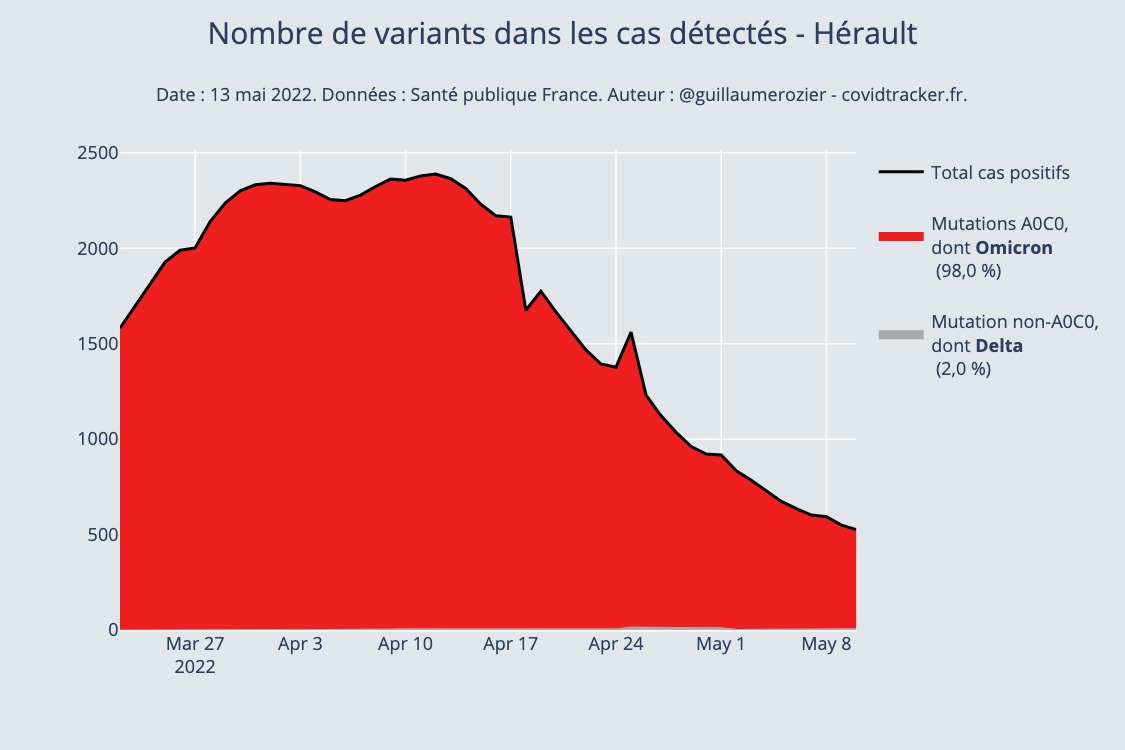 Nombre de variants dans les cas détectés - Hérault
Date : 13 mai 2022. Données : Santé publique France. Auteur : @guillaumerozier - covidtracker.fr.
2500
2000
1500
1000
500
0
Mar 27
2022
Apr 3
Apr 10
Apr 17
Apr 24
May 1
May 8
Total cas positifs
Mutations A0C0,
dont Omicron
(98,0 %)
Mutation non-A0C0,
dont Delta
(2,0 %)